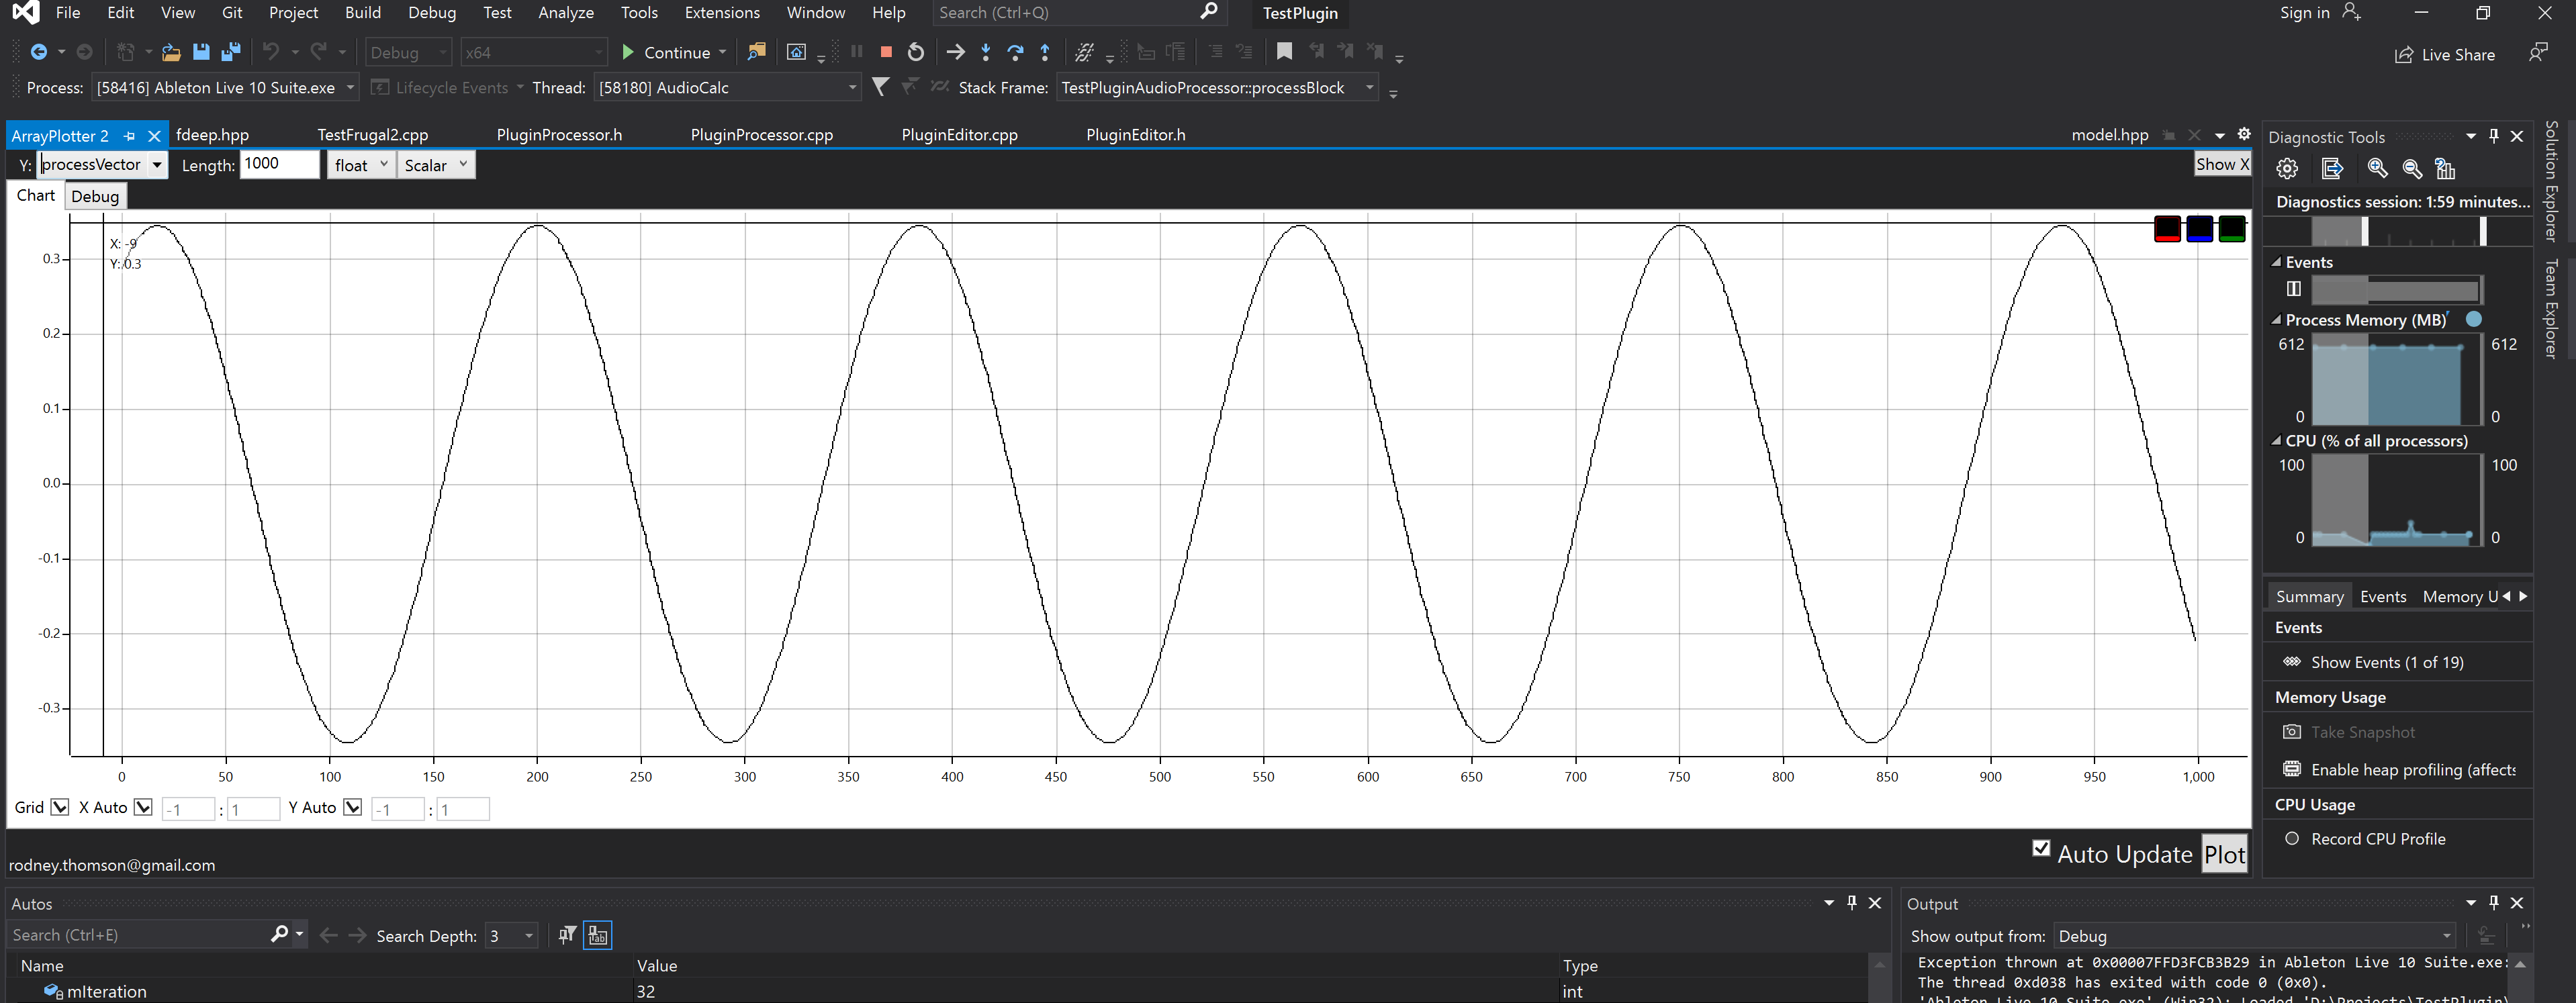 File Edit View Git Project Build Debug Test Analyze Tools Extensions Window Help Search (Ctrl+Q) TestPlugin Sign in
Debug x64 Continue Live Share
Process: [58416] Ableton Live 10 Suite.exe Lifecycle Events Thread: [58180] AudioCalc Stack Frame: TestPluginAudioProcessor::processBlock
ArrayPlotter 2 fdeep.hpp TestFrugal2.cpp PluginProcessor.h PluginProcessor.cpp PluginEditor.cpp PluginEditor.h model.hpp
Y: processVector Length: 1000 float Scalar Show X
Chart Debug
X: -9
Y: 0.3
0.3
0.2
0.1
0.0
-0.1
-0.2
-0.3
0 50 100 150 200 250 300 350 400 450 500 550 600 650 700 750 800 850 900 950 1,000
Grid X Auto -1 : 1 Y Auto -1 : 1
rodney.thomson@gmail.com Auto Update Plot
Diagnostic Tools
Diagnostics session: 1:59 minutes...
Events
Process Memory (MB)
612 612
0 0
CPU (% of all processors)
100 100
0 0
Summary Events Memory U
Events
Show Events (1 of 19)
Memory Usage
Take Snapshot
Enable heap profiling (affects
CPU Usage
Record CPU Profile
Solution Explorer
Team Explorer
Autos
Search (Ctrl+E) Search Depth: 3
Name Value Type
mIteration 32 int
Output
Show output from: Debug
Exception thrown at 0x00007FFD3FCB3B29 in Ableton Live 10 Suite.exe:
The thread 0xd038 has exited with code 0 (0x0).
'Ableton Live 10 Suite.exe' (Win32): Loaded 'D:\Projects\TestPlugin\